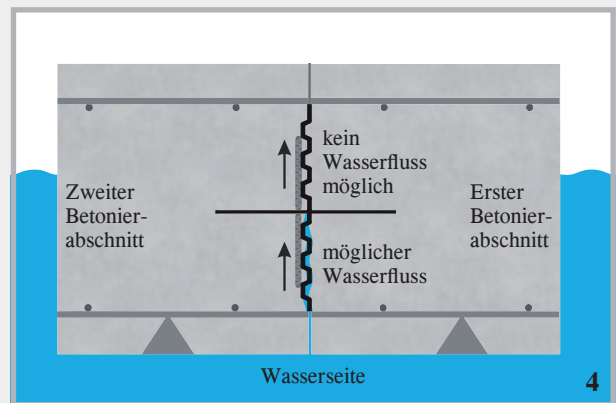 kein
Wasserfluss
möglich
Zweiter
Betonier-
abschnitt
Erster
Betonier-
abschnitt
möglicher
Wasserfluss
Wasserseite
4